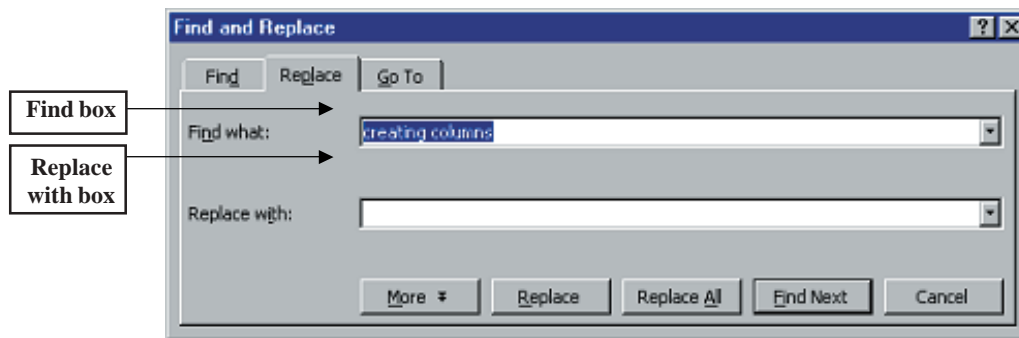 Find and Replace
Find Replace Go To
Find box
Find what: creating columns
Replace
with box
Replace with:
More Replace Replace All Find Next Cancel